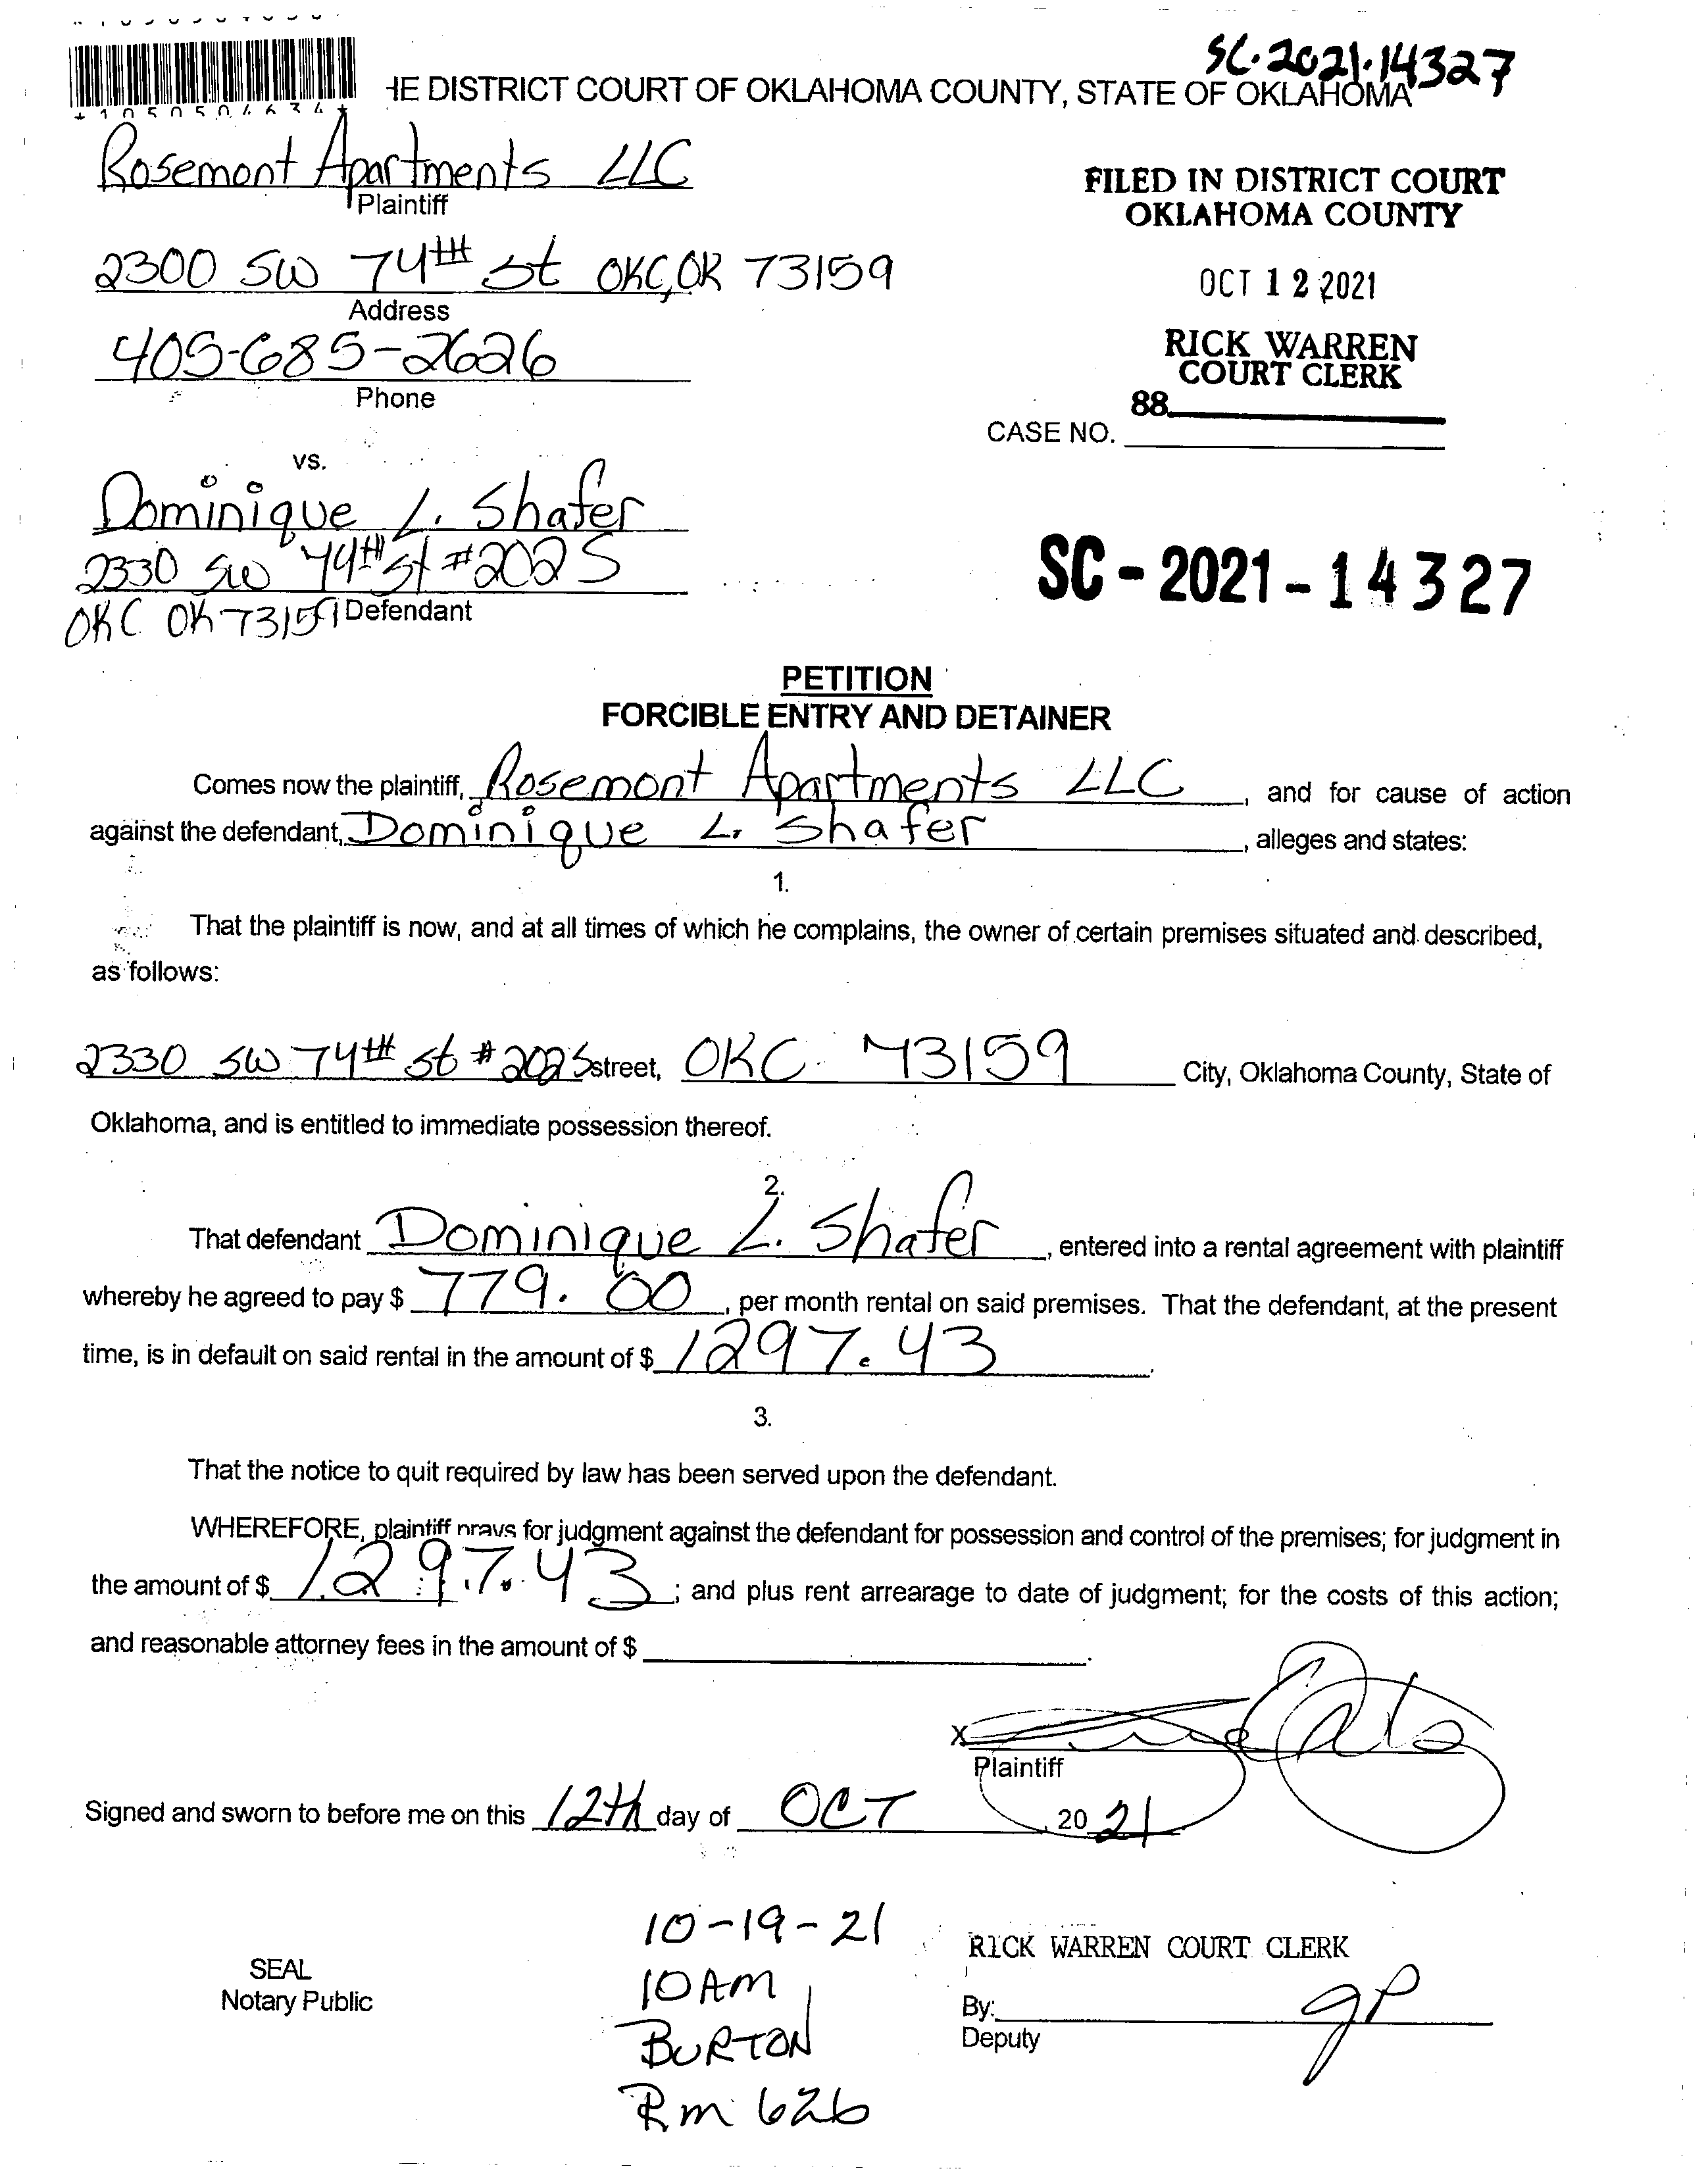 SC-2021-14327
HE DISTRICT COURT OF OKLAHOMA COUNTY, STATE OF OKLAHOMA
*1050504634*
Rosemont Apartments LLC
Plaintiff
FILED IN DISTRICT COURT
OKLAHOMA COUNTY
2300 SW 74TH St OKC, OK 73159
Address
OCT 12 2021
405-685-2626
Phone
RICK WARREN
COURT CLERK
88
CASE NO.
vs.
Dominique L. Shafer
2330 SW 74TH St #202S
OKC OK 73159 Defendant
SC-2021-14327
PETITION
FORCIBLE ENTRY AND DETAINER
Comes now the plaintiff, Rosemont Apartments LLC, and for cause of action
against the defendant, Dominique L. Shafer, alleges and states:
1.
That the plaintiff is now, and at all times of which he complains, the owner of certain premises situated and described,
as follows:
2330 SW 74TH St #202S street, OKC 73159 City, Oklahoma County, State of
Oklahoma, and is entitled to immediate possession thereof.
2.
That defendant Dominique L. Shafer, entered into a rental agreement with plaintiff
whereby he agreed to pay $ 779.00, per month rental on said premises. That the defendant, at the present
time, is in default on said rental in the amount of $ 1297.43.
3.
That the notice to quit required by law has been served upon the defendant.
WHEREFORE, plaintiff prays for judgment against the defendant for possession and control of the premises; for judgment in
the amount of $ 1297.43; and plus rent arrearage to date of judgment; for the costs of this action;
and reasonable attorney fees in the amount of $ .
X
Plaintiff
Signed and sworn to before me on this 12th day of OCT, 20 21
10-19-21
10 AM
BURTON
Rm 626
SEAL
Notary Public
RICK WARREN COURT CLERK
By: gP
Deputy